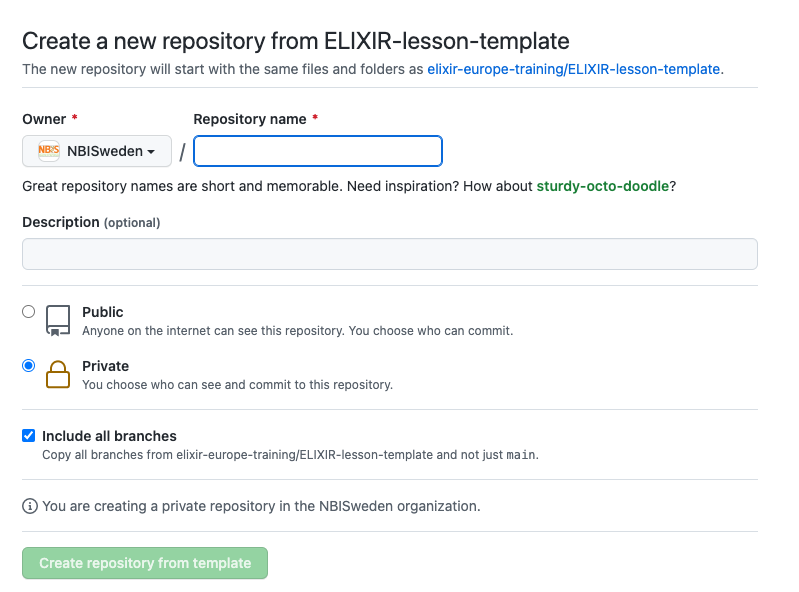 Create a new repository from ELIXIR-lesson-template
The new repository will start with the same files and folders as elixir-europe-training/ELIXIR-lesson-template.
Owner * Repository name *
NBIS NBISweden /
Great repository names are short and memorable. Need inspiration? How about sturdy-octo-doodle?
Description (optional)
Public
Anyone on the internet can see this repository. You choose who can commit.
Private
You choose who can see and commit to this repository.
Include all branches
Copy all branches from elixir-europe-training/ELIXIR-lesson-template and not just main.
You are creating a private repository in the NBISweden organization.
Create repository from template